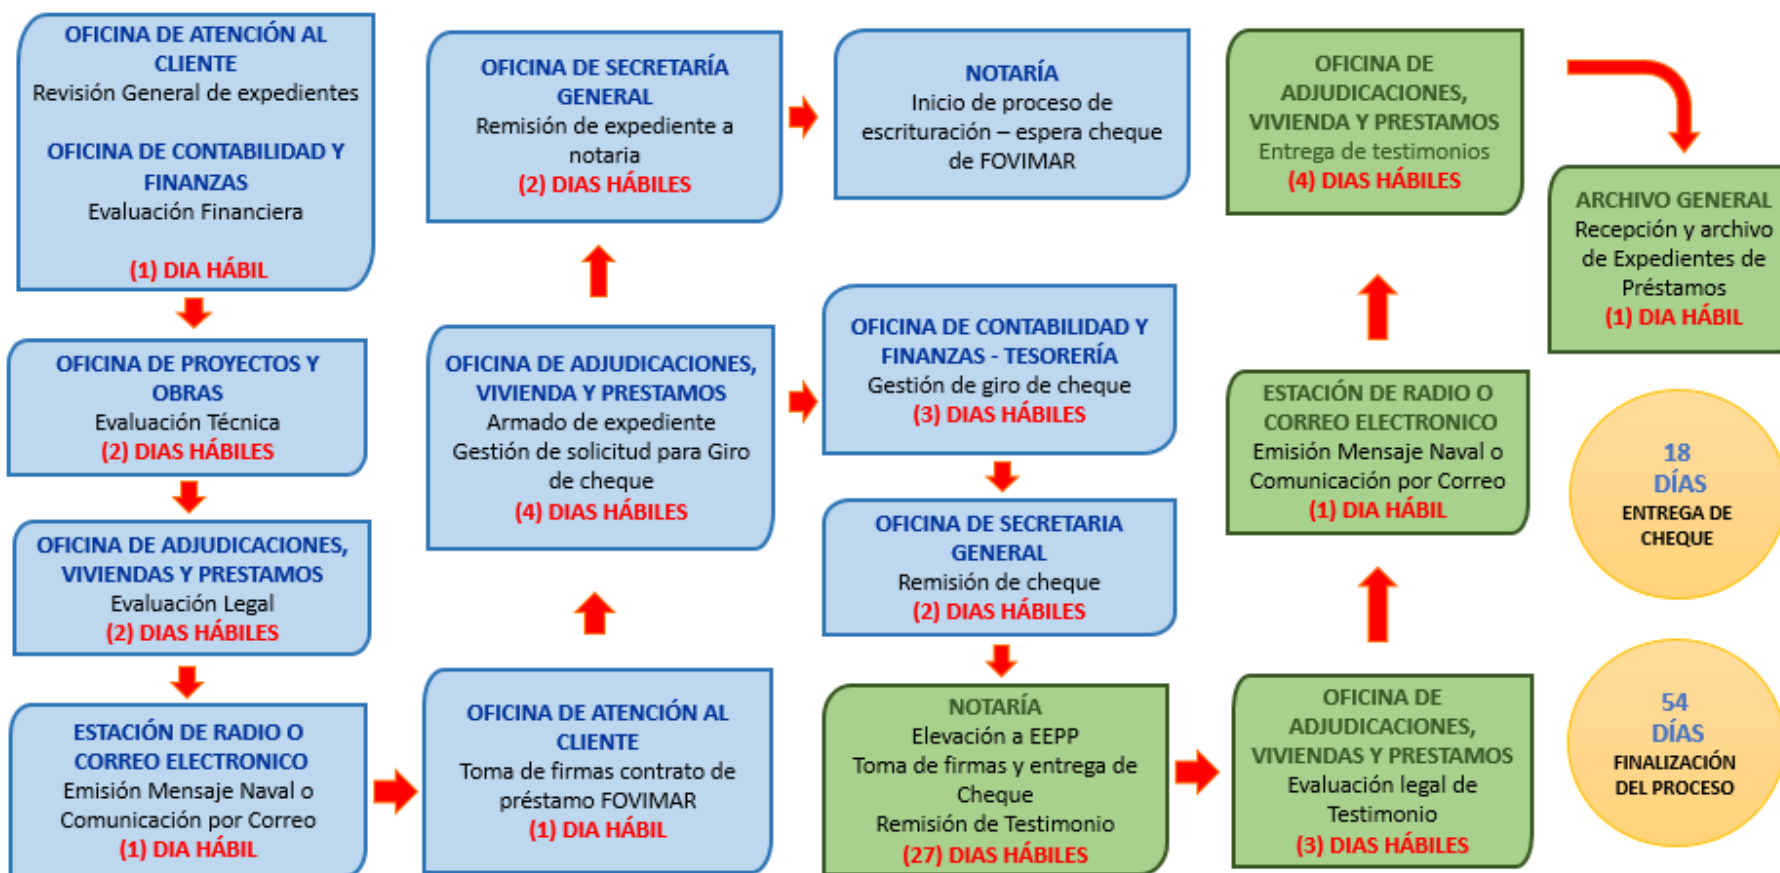 OFICINA DE ATENCIÓN AL
CLIENTE
Revisión General de expedientes
OFICINA DE CONTABILIDAD Y
FINANZAS
Evaluación Financiera
(1) DIA HÁBIL
OFICINA DE PROYECTOS Y
OBRAS
Evaluación Técnica
(2) DIAS HÁBILES
OFICINA DE ADJUDICACIONES,
VIVIENDAS Y PRESTAMOS
Evaluación Legal
(2) DIAS HÁBILES
ESTACIÓN DE RADIO O
CORREO ELECTRONICO
Emisión Mensaje Naval o
Comunicación por Correo
(1) DIA HÁBIL
OFICINA DE ATENCIÓN AL
CLIENTE
Toma de firmas contrato de
préstamo FOVIMAR
(1) DIA HÁBIL
OFICINA DE ADJUDICACIONES,
VIVIENDA Y PRESTAMOS
Armado de expediente
Gestión de solicitud para Giro
de cheque
(4) DIAS HÁBILES
OFICINA DE SECRETARÍA
GENERAL
Remisión de expediente a
notaria
(2) DIAS HÁBILES
NOTARÍA
Inicio de proceso de
escrituración – espera cheque
de FOVIMAR
OFICINA DE CONTABILIDAD Y
FINANZAS - TESORERÍA
Gestión de giro de cheque
(3) DIAS HÁBILES
OFICINA DE SECRETARIA
GENERAL
Remisión de cheque
(2) DIAS HÁBILES
NOTARÍA
Elevación a EEPP
Toma de firmas y entrega de
Cheque
Remisión de Testimonio
(27) DIAS HÁBILES
OFICINA DE
ADJUDICACIONES,
VIVIENDAS Y PRESTAMOS
Evaluación legal de
Testimonio
(3) DIAS HÁBILES
ESTACIÓN DE RADIO O
CORREO ELECTRONICO
Emisión Mensaje Naval o
Comunicación por Correo
(1) DIA HÁBIL
OFICINA DE
ADJUDICACIONES,
VIVIENDA Y PRESTAMOS
Entrega de testimonios
(4) DIAS HÁBILES
ARCHIVO GENERAL
Recepción y archivo
de Expedientes de
Préstamos
(1) DIA HÁBIL
18
DÍAS
ENTREGA DE
CHEQUE
54
DÍAS
FINALIZACIÓN
DEL PROCESO